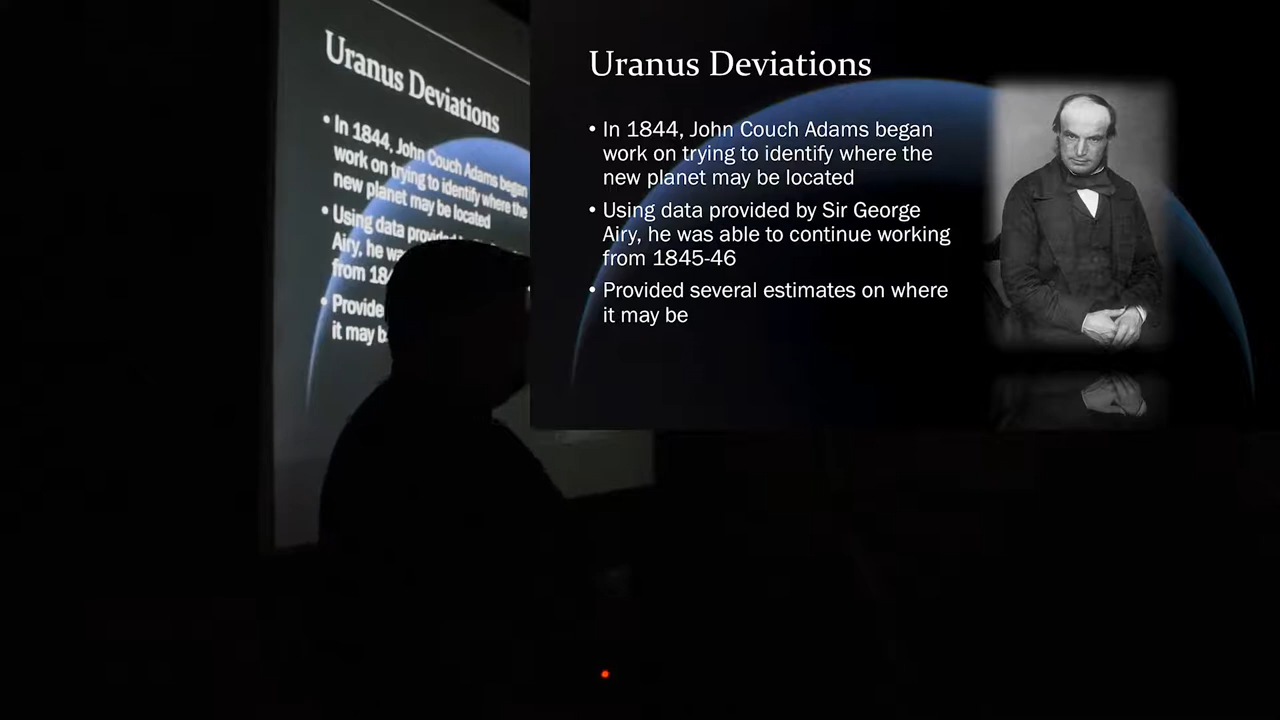 Uranus Deviations
• In 1844, John Couch Adams began
work on trying to identify where the
new planet may be located
• Using data provid
Airy, he wa
from 184
• Provide
it may b
Uranus Deviations
• In 1844, John Couch Adams began
work on trying to identify where the
new planet may be located
• Using data provided by Sir George
Airy, he was able to continue working
from 1845-46
• Provided several estimates on where
it may be